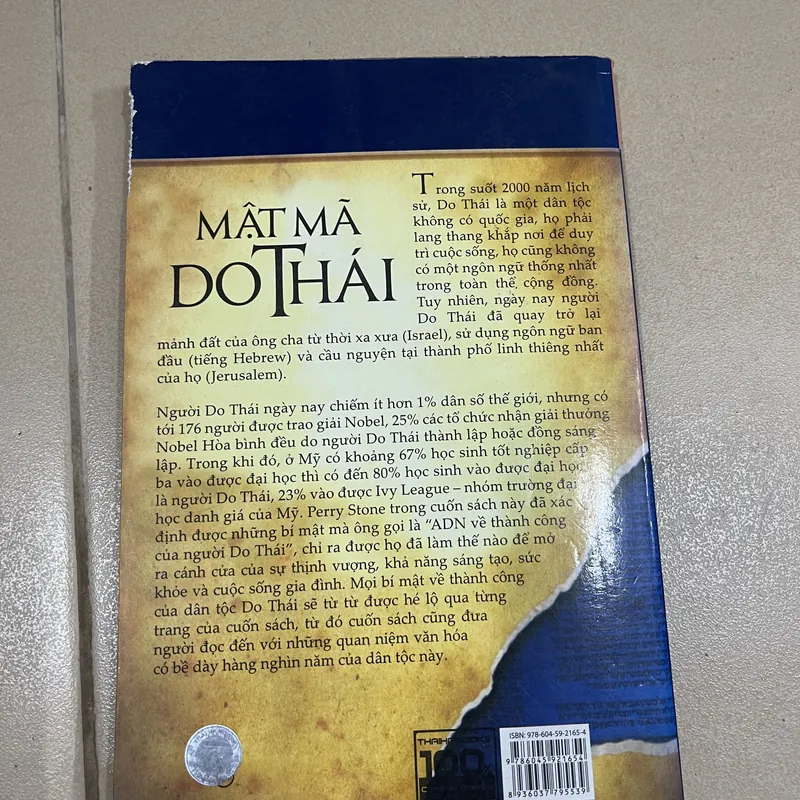 MẬT MÃ
DO THÁI
Trong suốt 2000 năm lịch
sử, Do Thái là một dân tộc
không có quốc gia, họ phải
lang thang khắp nơi để duy
trì cuộc sống, họ cũng không
có một ngôn ngữ thống nhất
trong toàn thể cộng đồng.
Tuy nhiên, ngày nay người
Do Thái đã quay trở lại
mảnh đất của ông cha từ thời xa xưa (Israel), sử dụng ngôn ngữ ban
đầu (tiếng Hebrew) và cầu nguyện tại thành phố linh thiêng nhất
của họ (Jerusalem).
Người Do Thái ngày nay chiếm ít hơn 1% dân số thế giới, nhưng có
tới 176 người được trao giải Nobel, 25% các tổ chức nhận giải thưởng
Nobel Hòa bình đều do người Do Thái thành lập hoặc đồng sáng
lập. Trong khi đó, ở Mỹ có khoảng 67% học sinh tốt nghiệp cấp
ba vào được đại học thì có đến 80% học sinh vào được đại học
là người Do Thái, 23% vào được Ivy League – nhóm trường đại
học danh giá của Mỹ. Perry Stone trong cuốn sách này đã xác
định được những bí mật mà ông gọi là “ADN về thành công
của người Do Thái”, chỉ ra được họ đã làm thế nào để mở
ra cánh cửa của sự thịnh vượng, khả năng sáng tạo, sức
khỏe và cuộc sống gia đình. Mọi bí mật về thành công
của dân tộc Do Thái sẽ từ từ được hé lộ qua từng
trang của cuốn sách, từ đó cuốn sách cũng đưa
người đọc đến với những quan niệm văn hóa
có bề dày hàng nghìn năm của dân tộc này.
ISBN: 978-604-59-2165-4
9 786045 921654
8 936037 795539
THAIHABOOKS
100%